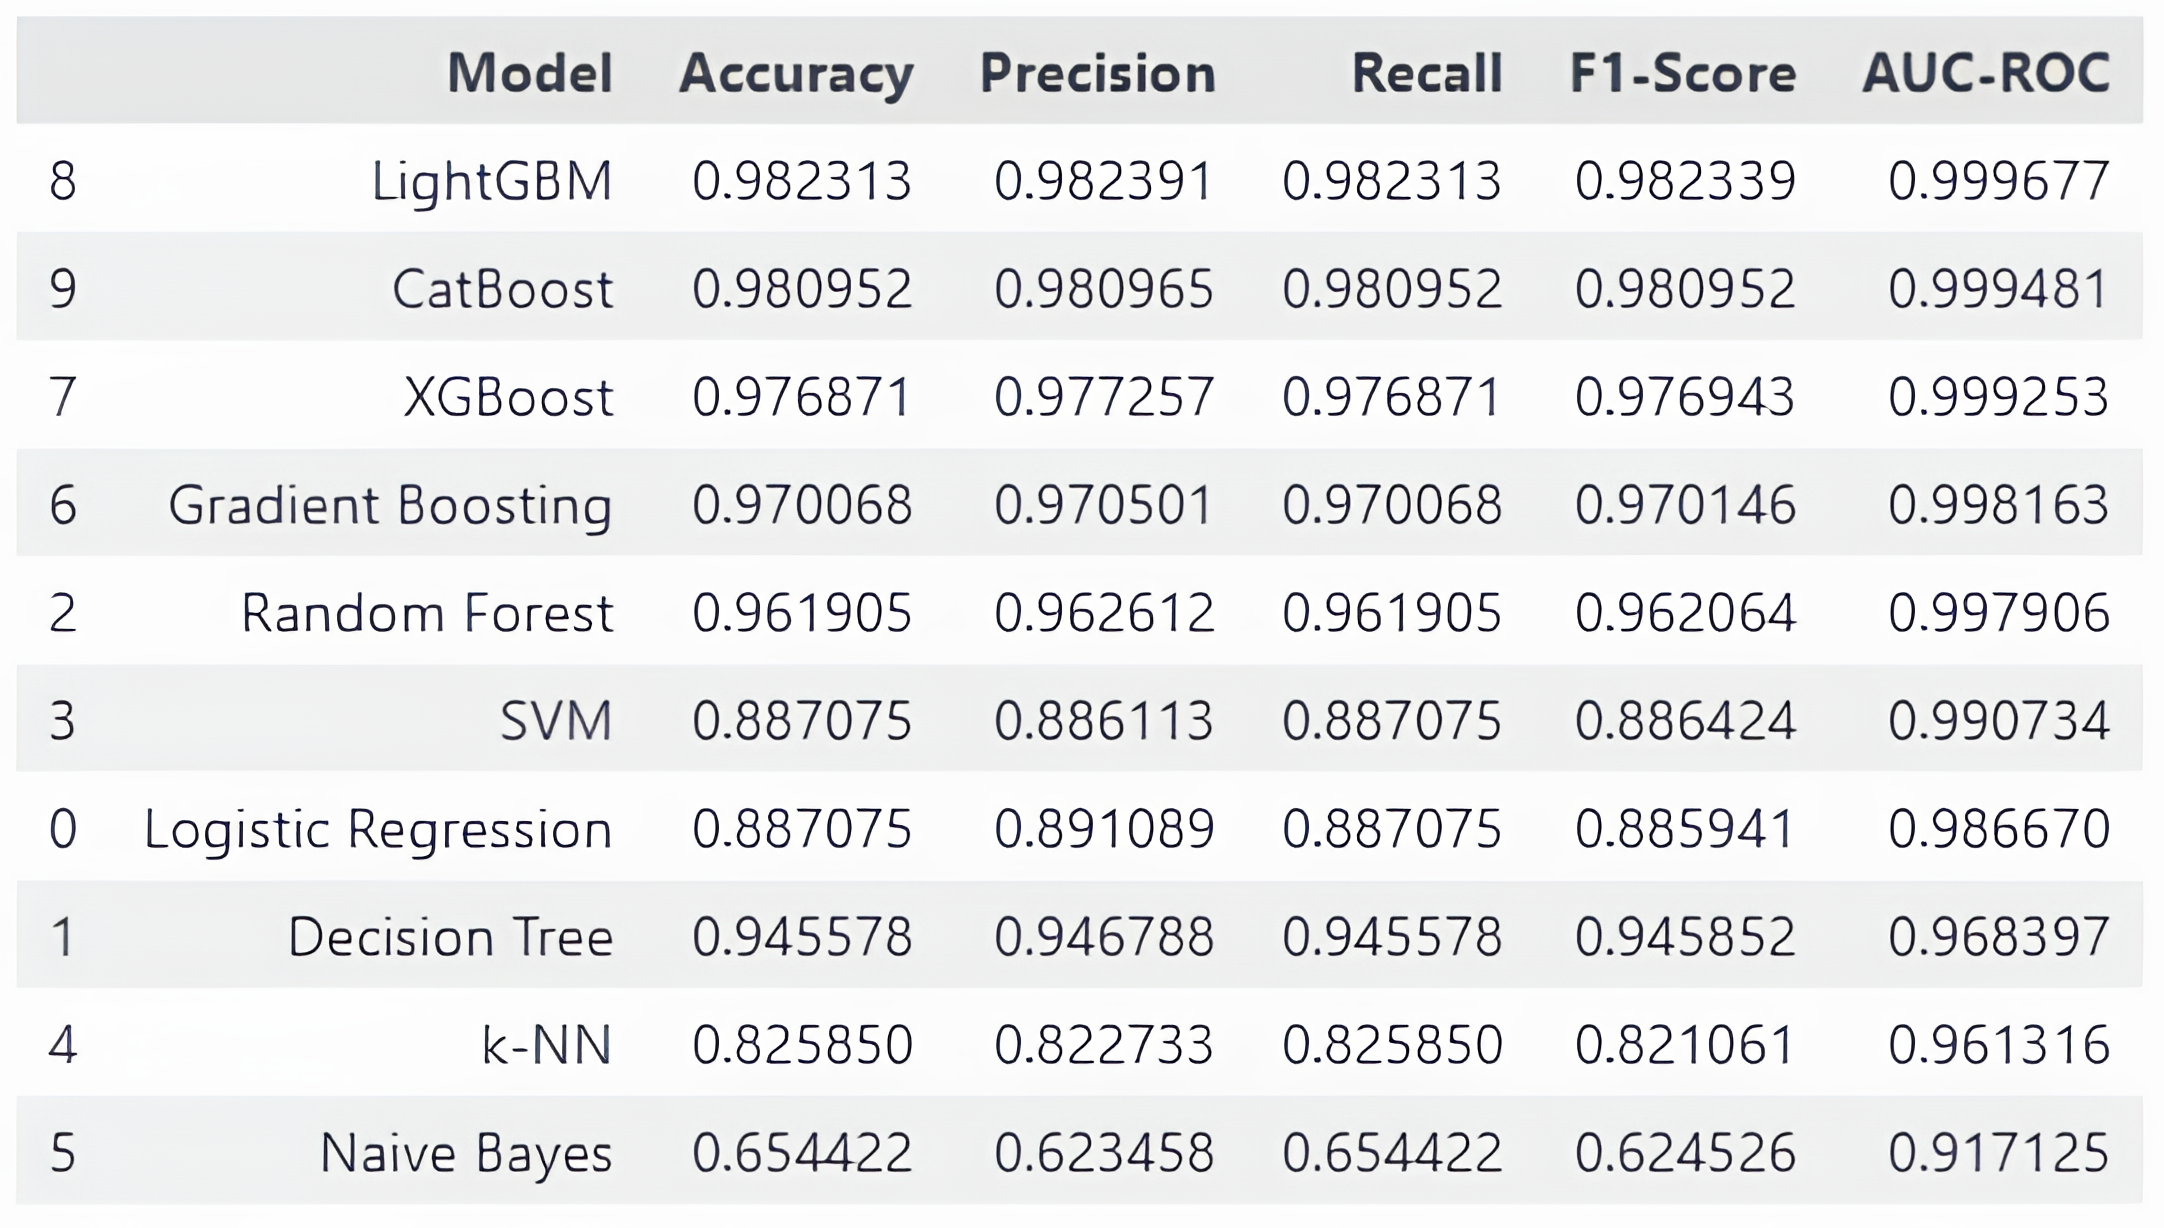 Model Accuracy Precision Recall F1-Score AUC-ROC
8 LightGBM 0.982313 0.982391 0.982313 0.982339 0.999677
9 CatBoost 0.980952 0.980965 0.980952 0.980952 0.999481
7 XGBoost 0.976871 0.977257 0.976871 0.976943 0.999253
6 Gradient Boosting 0.970068 0.970501 0.970068 0.970146 0.998163
2 Random Forest 0.961905 0.962612 0.961905 0.962064 0.997906
3 SVM 0.887075 0.886113 0.887075 0.886424 0.990734
0 Logistic Regression 0.887075 0.891089 0.887075 0.885941 0.986670
1 Decision Tree 0.945578 0.946788 0.945578 0.945852 0.968397
4 k-NN 0.825850 0.822733 0.825850 0.821061 0.961316
5 Naive Bayes 0.654422 0.623458 0.654422 0.624526 0.917125